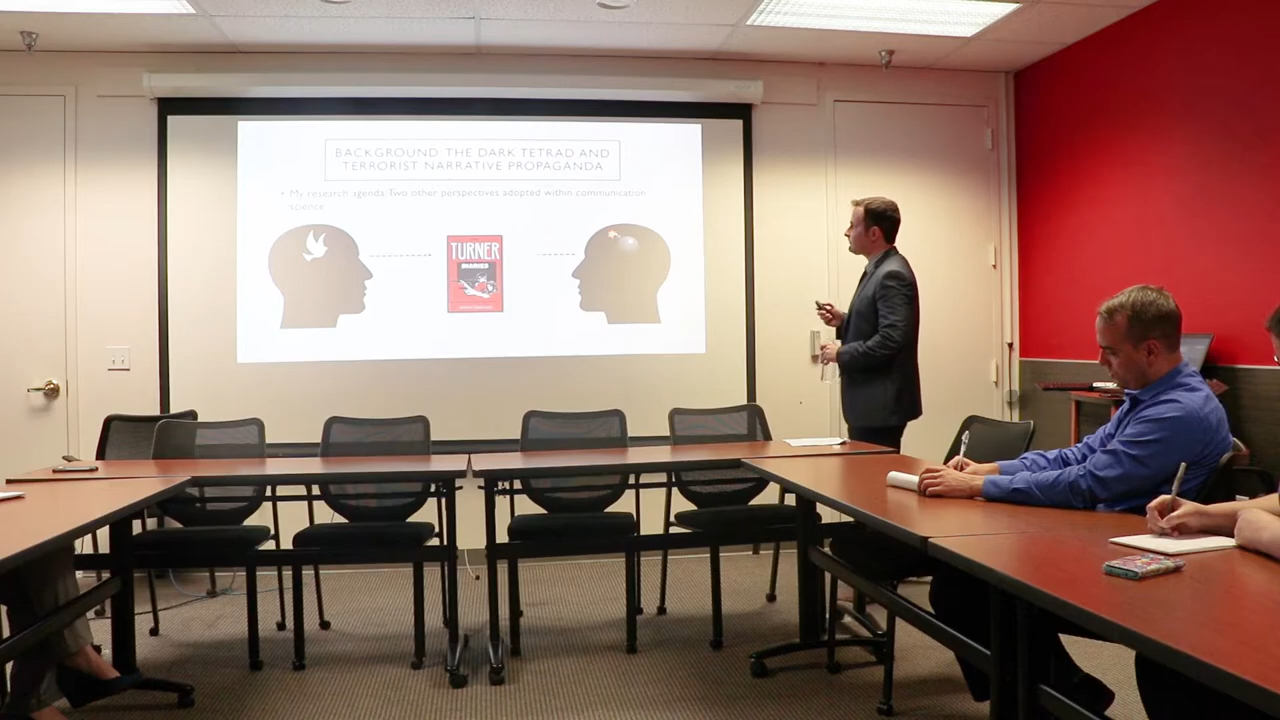 BACKGROUND: THE DARK TETRAD AND
TERRORIST NARRATIVE PROPAGANDA
• My research agenda: Two other perspectives adopted within communication
science
TURNER
DIARIES